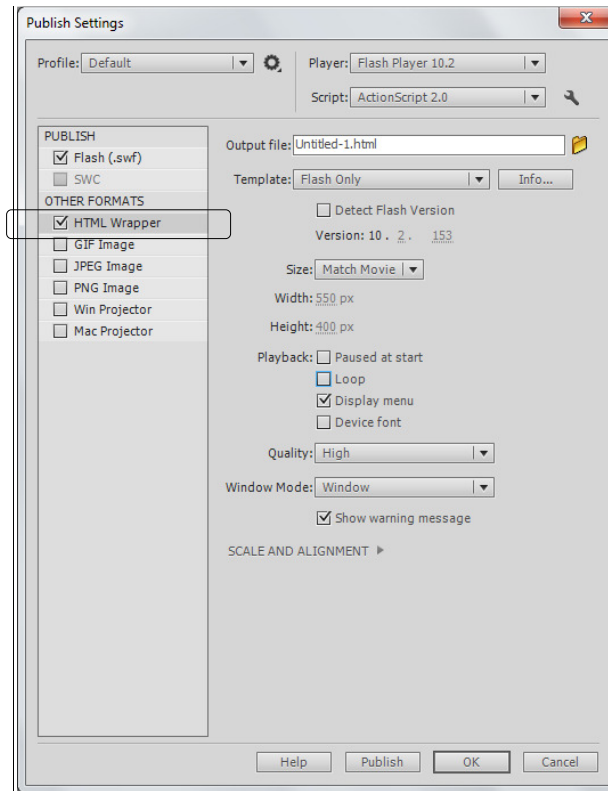 Publish Settings
Profile: Default
Player: Flash Player 10.2
Script: ActionScript 2.0
PUBLISH
Flash (.swf)
SWC
OTHER FORMATS
HTML Wrapper
GIF Image
JPEG Image
PNG Image
Win Projector
Mac Projector
Output file: Untitled-1.html
Template: Flash Only Info...
Detect Flash Version
Version: 10 . 2 . 153
Size: Match Movie
Width: 550 px
Height: 400 px
Playback: Paused at start
Loop
Display menu
Device font
Quality: High
Window Mode: Window
Show warning message
SCALE AND ALIGNMENT
Help Publish OK Cancel